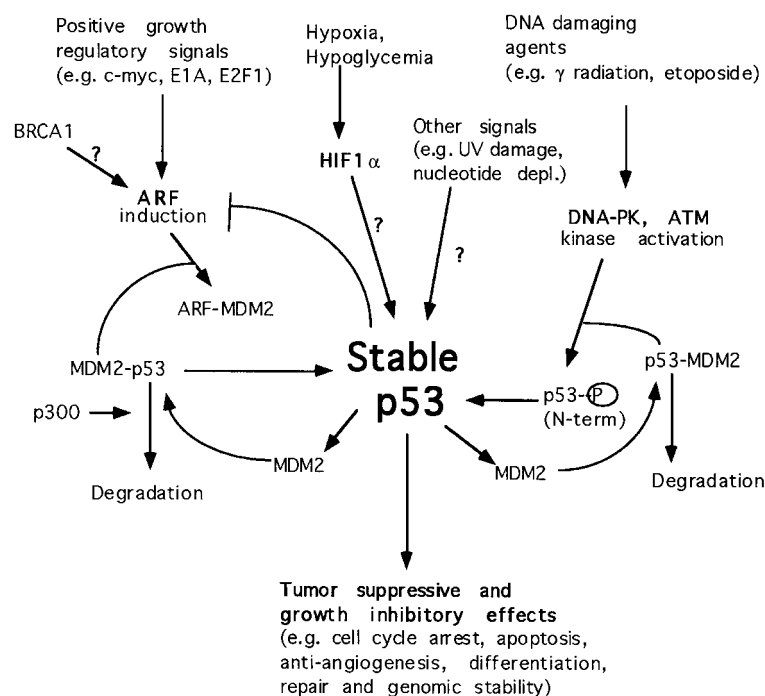 Positive growth
regulatory signals
(e.g. c-myc, E1A, E2F1)
Hypoxia,
Hypoglycemia
DNA damaging
agents
(e.g. γ radiation, etoposide)
BRCA1
?
Other signals
(e.g. UV damage,
nucleotide depl.)
HIF1 α
ARF
induction
?
?
DNA-PK, ATM
kinase activation
ARF-MDM2
MDM2-p53
Stable
p53
p53-MDM2
p300
p53--P
(N-term)
MDM2
MDM2
Degradation
Degradation
Tumor suppressive and
growth inhibitory effects
(e.g. cell cycle arrest, apoptosis,
anti-angiogenesis, differentiation,
repair and genomic stability)